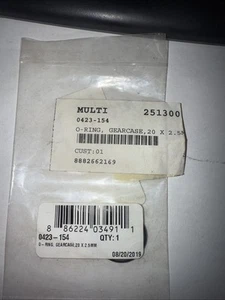 MULTI 251300
0423-154
O-RING, GEARCASE,20 X 2.5M
CUST:01
8882662169
8 86224 03491 1
0423-154 QTY:1
O-RING, GEARCASE,20 X 2.5MM
08/20/2019